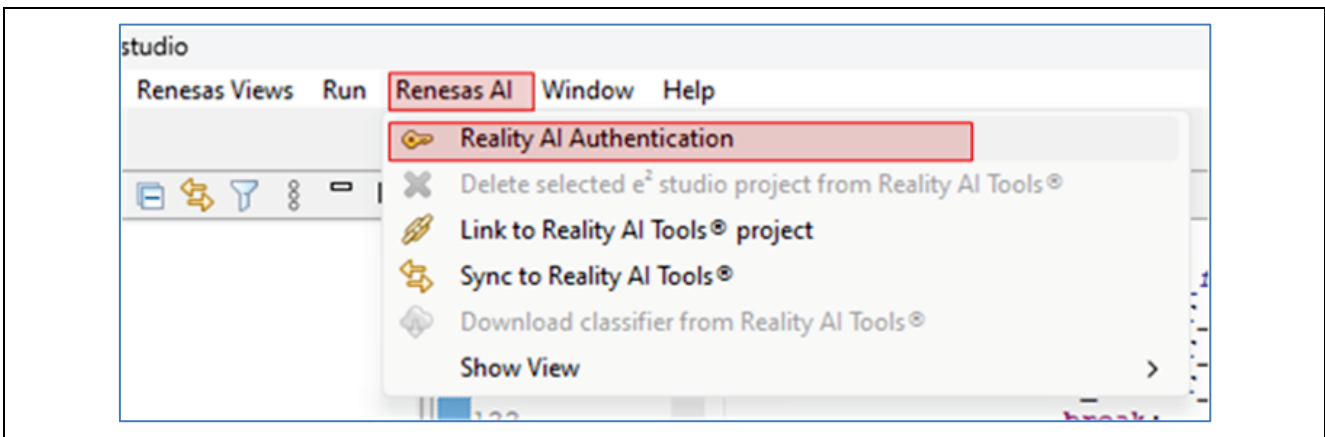 studio
Renesas Views Run Renesas AI Window Help
Reality AI Authentication
Delete selected e² studio project from Reality AI Tools®
Link to Reality AI Tools® project
Sync to Reality AI Tools®
Download classifier from Reality AI Tools®
Show View